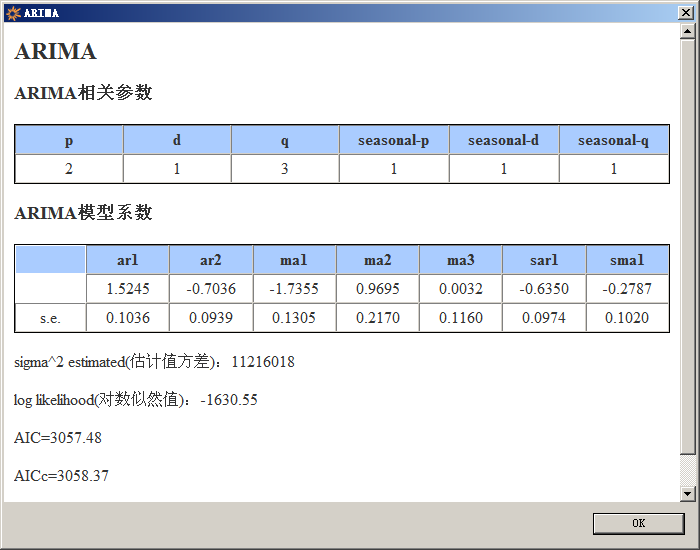 ARIMA
ARIMA
ARIMA相关参数
p d q seasonal-p seasonal-d seasonal-q
2 1 3 1 1 1
ARIMA模型系数
ar1 ar2 ma1 ma2 ma3 sar1 sma1
1.5245 -0.7036 -1.7355 0.9695 0.0032 -0.6350 -0.2787
s.e. 0.1036 0.0939 0.1305 0.2170 0.1160 0.0974 0.1020
sigma^2 estimated(估计值方差)：11216018
log likelihood(对数似然值)：-1630.55
AIC=3057.48
AICc=3058.37
OK